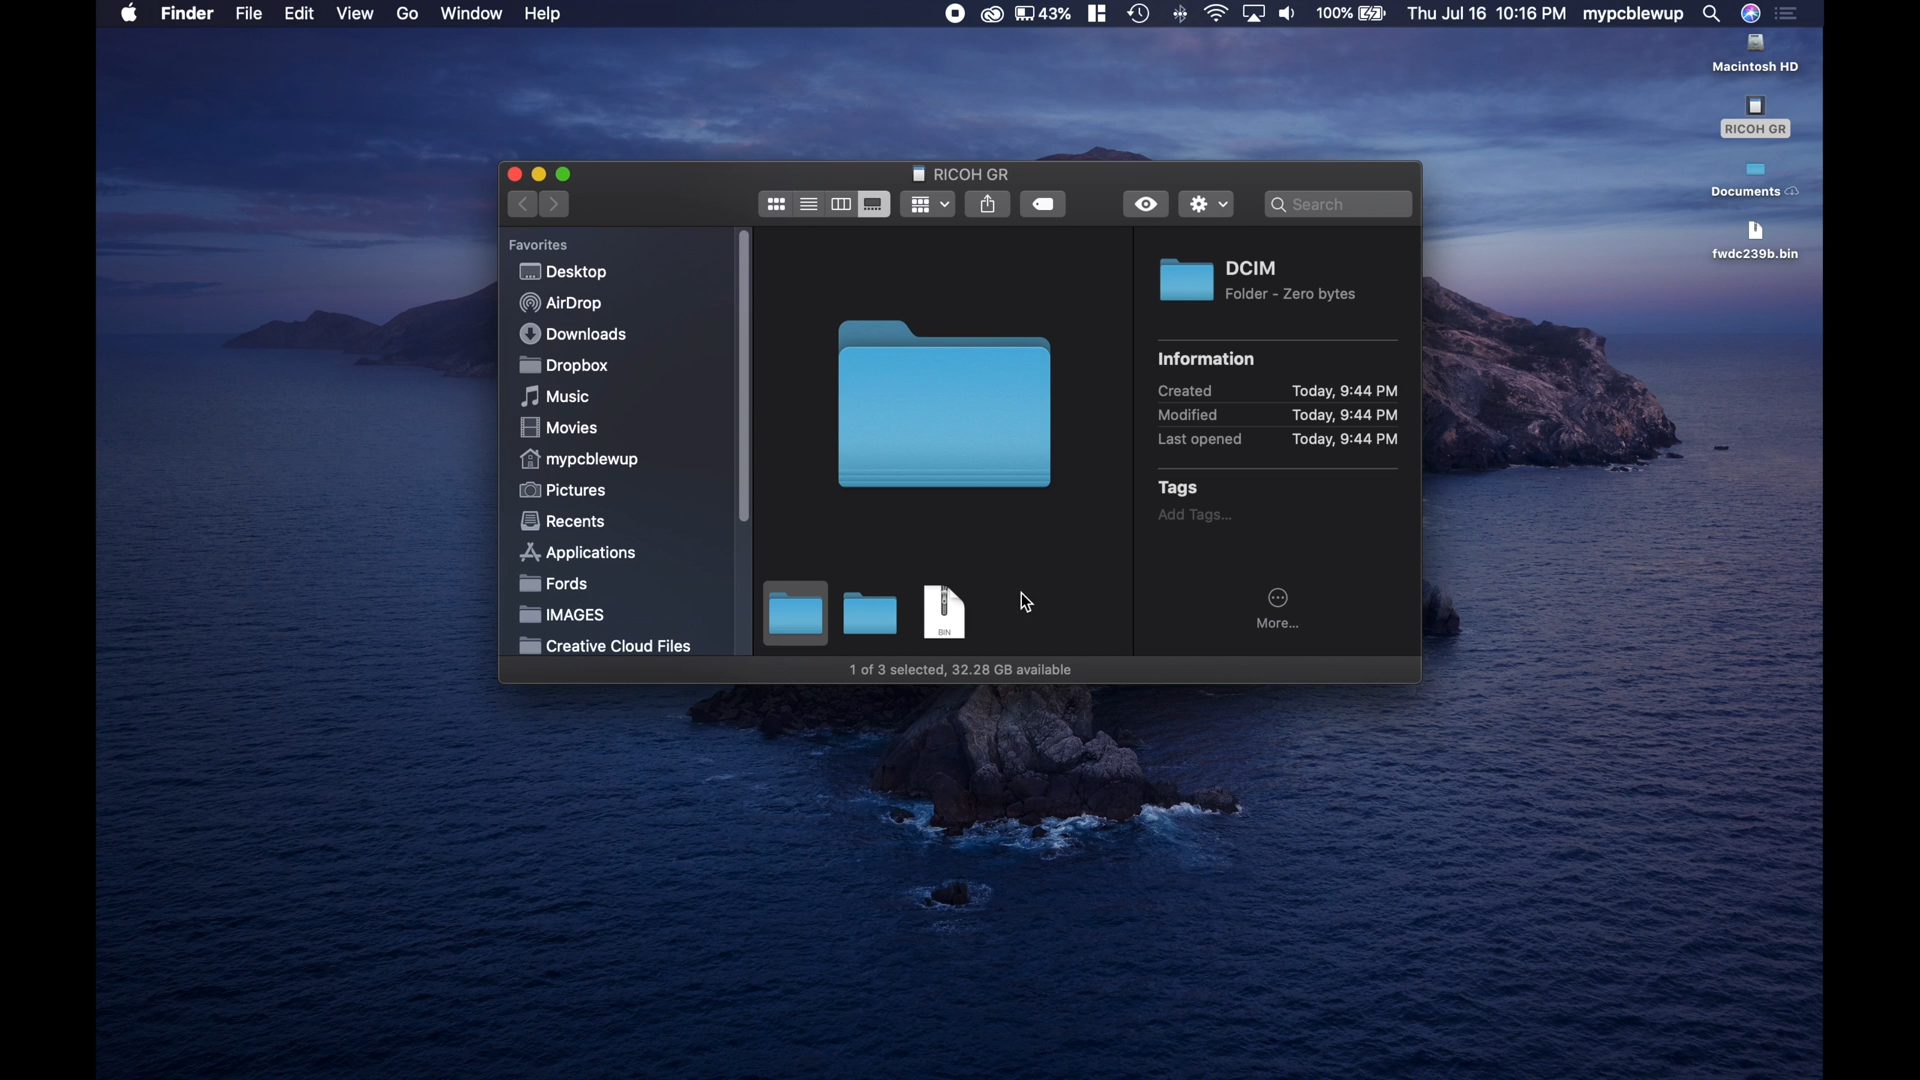 Finder File Edit View Go Window Help 43% 100% Thu Jul 16 10:16 PM mypcblewup
Macintosh HD
RICOH GR
Documents
fwdc239b.bin
RICOH GR
Search
Favorites
Desktop
AirDrop
Downloads
Dropbox
Music
Movies
mypcblewup
Pictures
Recents
Applications
Fords
IMAGES
Creative Cloud Files
BIN
DCIM
Folder - Zero bytes
Information
Created Today, 9:44 PM
Modified Today, 9:44 PM
Last opened Today, 9:44 PM
Tags
Add Tags...
More...
1 of 3 selected, 32.28 GB available